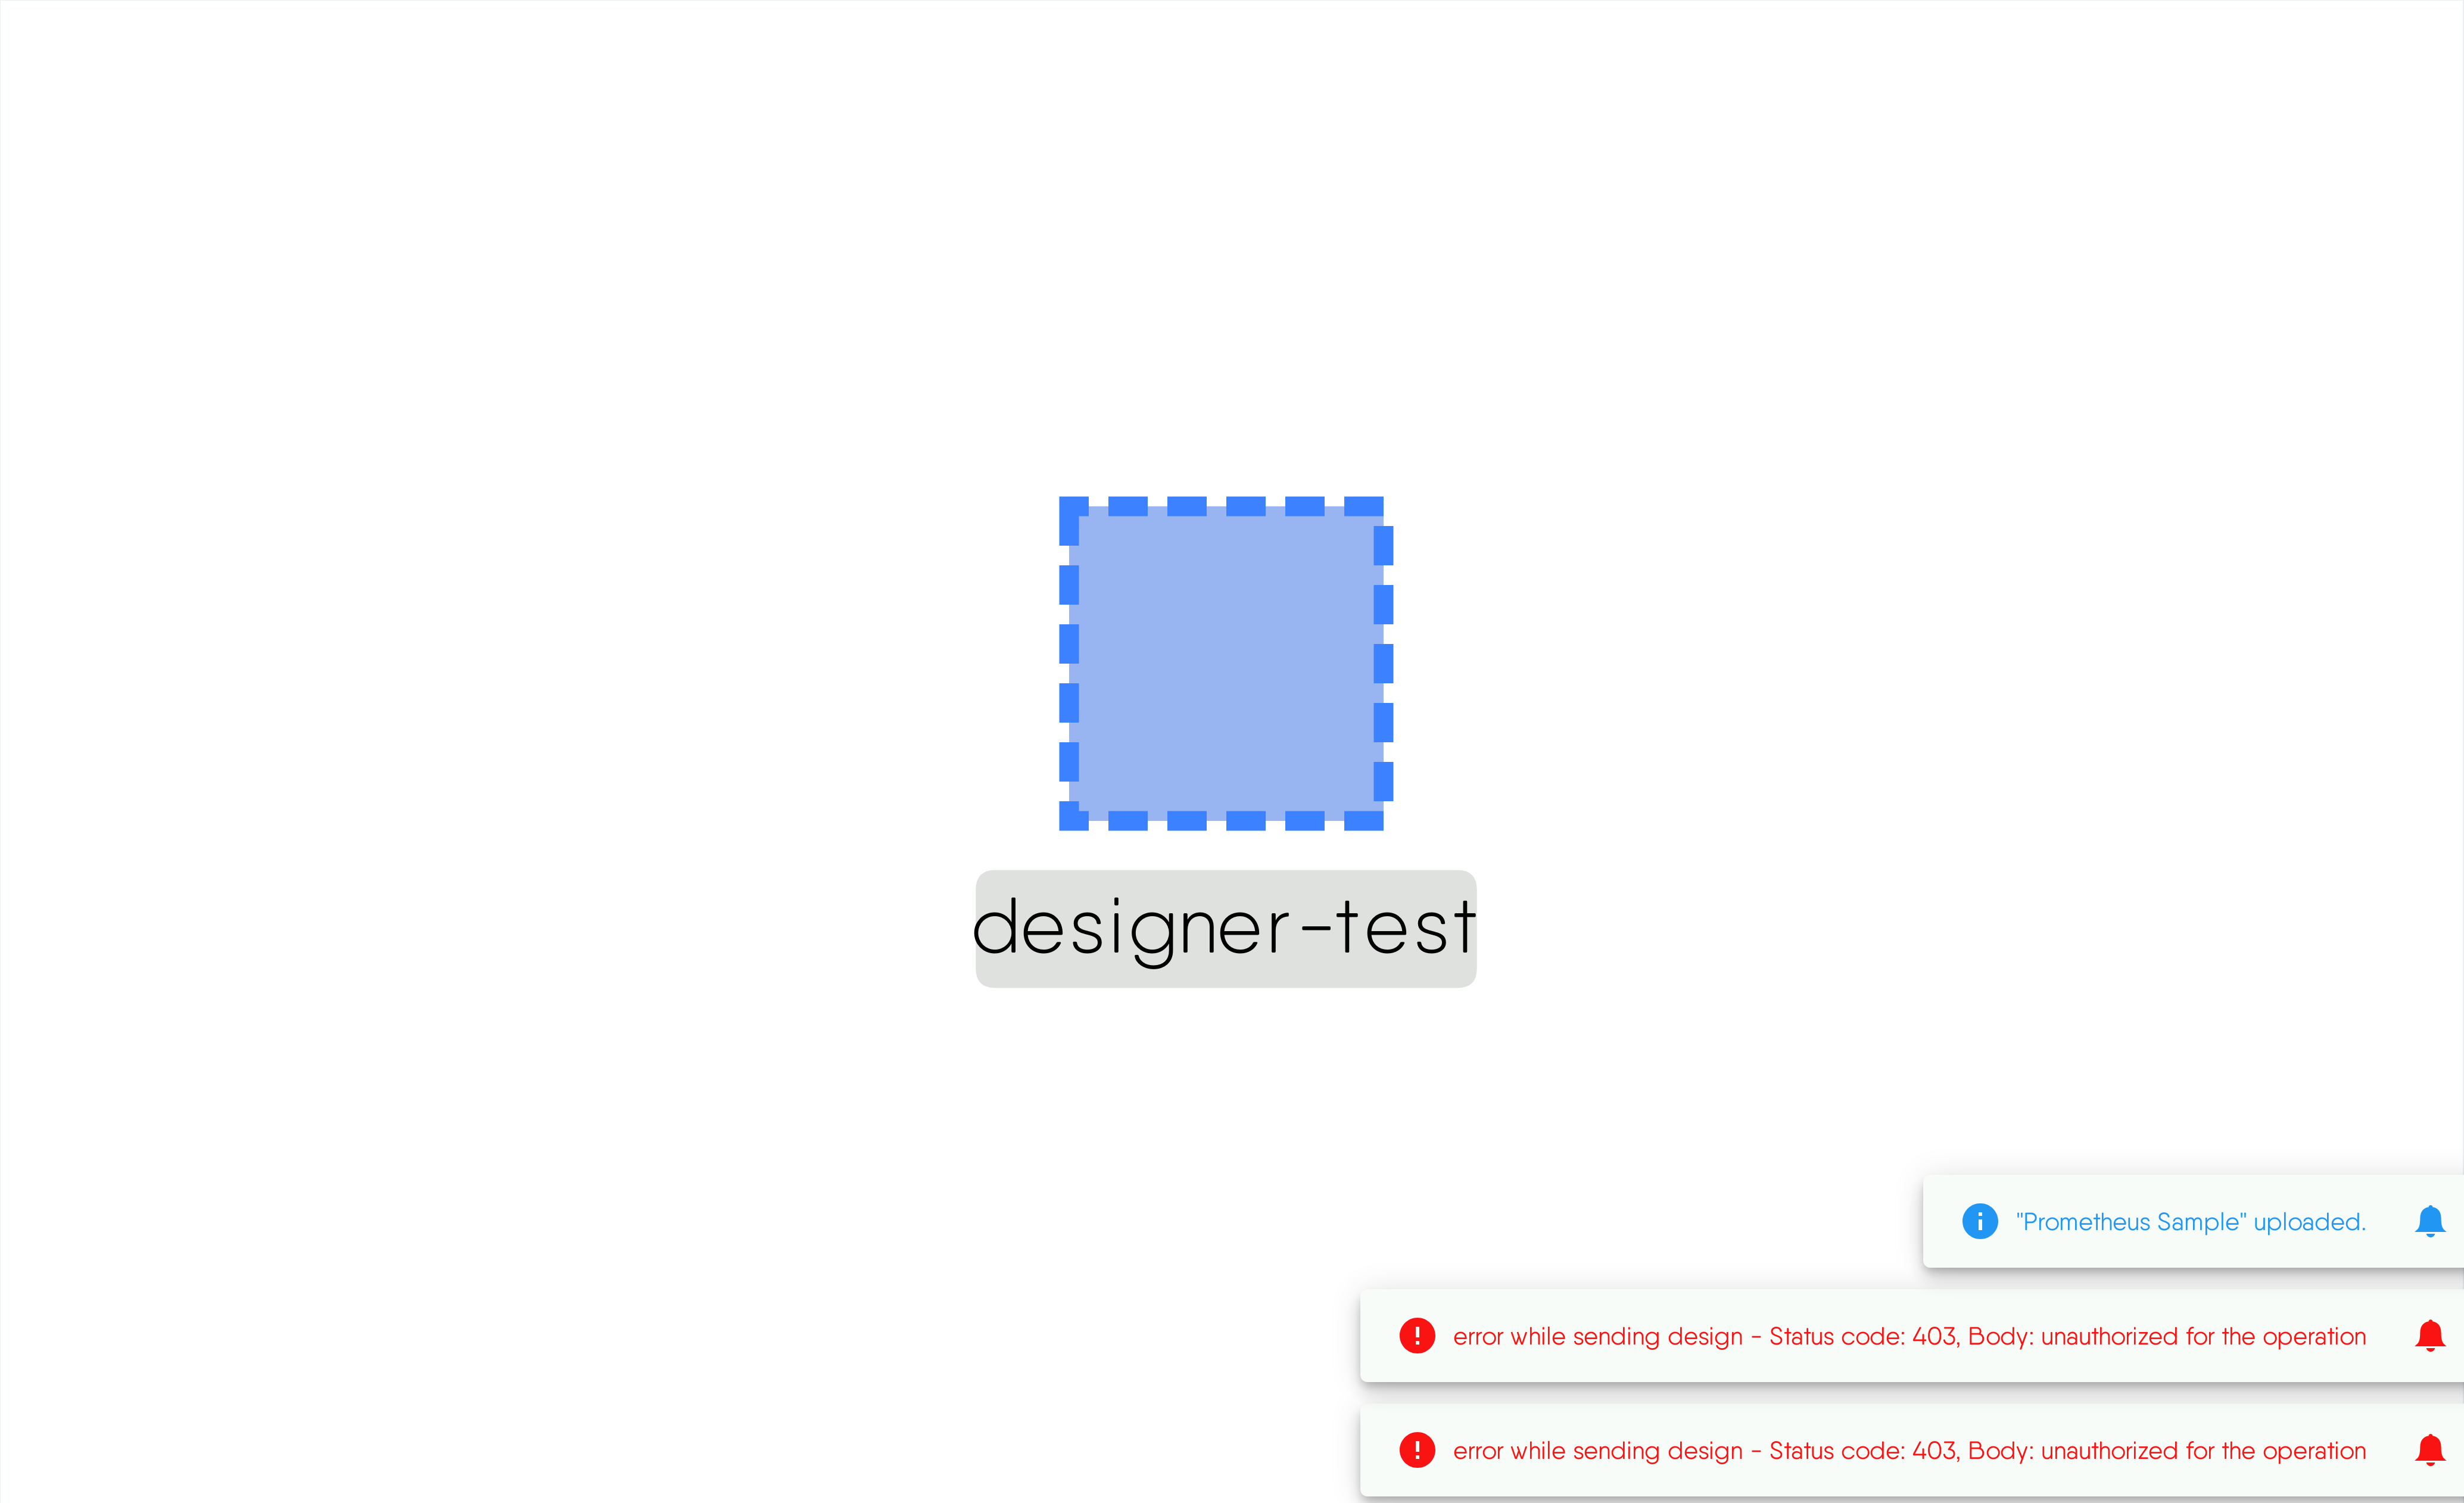 designer-test
"Prometheus Sample" uploaded.
error while sending design - Status code: 403, Body: unauthorized for the operation
error while sending design - Status code: 403, Body: unauthorized for the operation